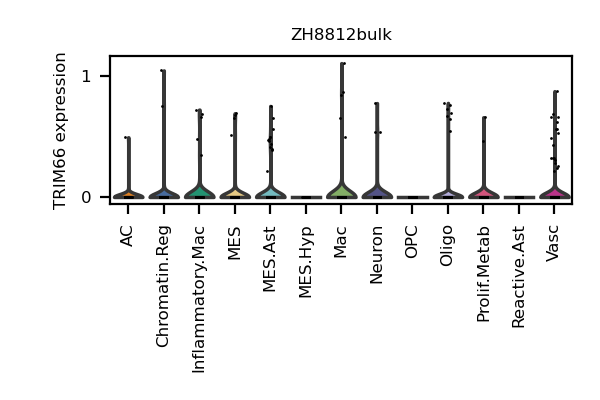 ZH8812bulk
TRIM66 expression
1
0
AC
Chromatin.Reg
Inflammatory.Mac
MES
MES.Ast
MES.Hyp
Mac
Neuron
OPC
Oligo
Prolif.Metab
Reactive.Ast
Vasc